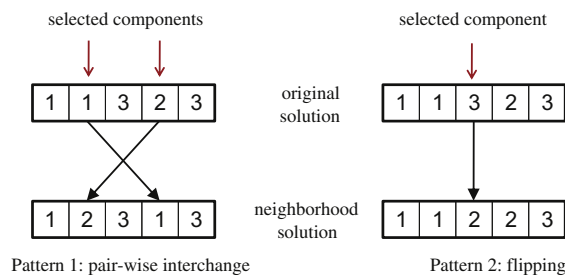 selected components
selected component
1 1 3 2 3
original
solution
1 1 3 2 3
1 2 3 1 3
neighborhood
solution
1 1 2 2 3
Pattern 1: pair-wise interchange
Pattern 2: flipping